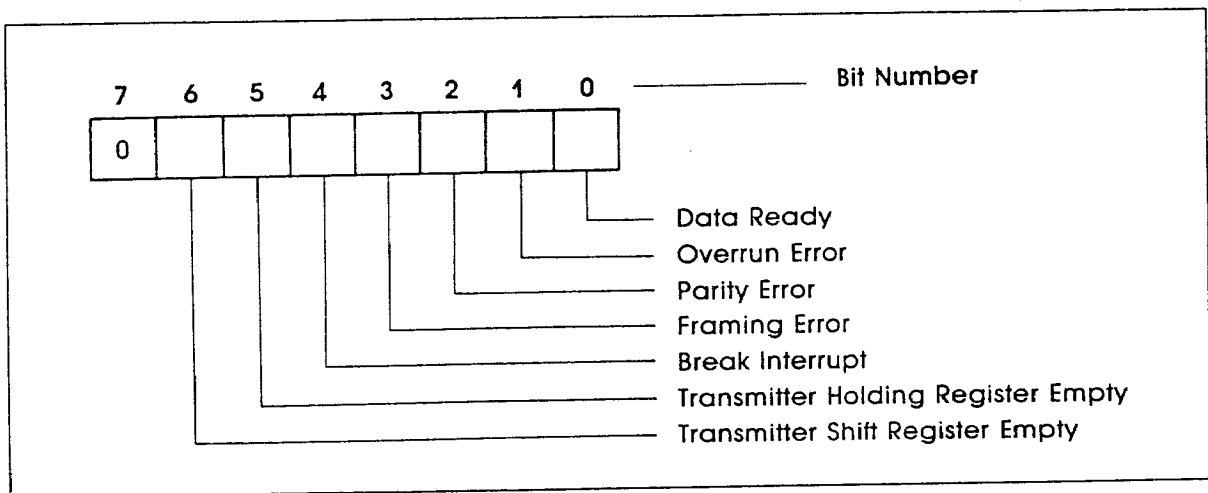 7 6 5 4 3 2 1 0 Bit Number
0
Data Ready
Overrun Error
Parity Error
Framing Error
Break Interrupt
Transmitter Holding Register Empty
Transmitter Shift Register Empty